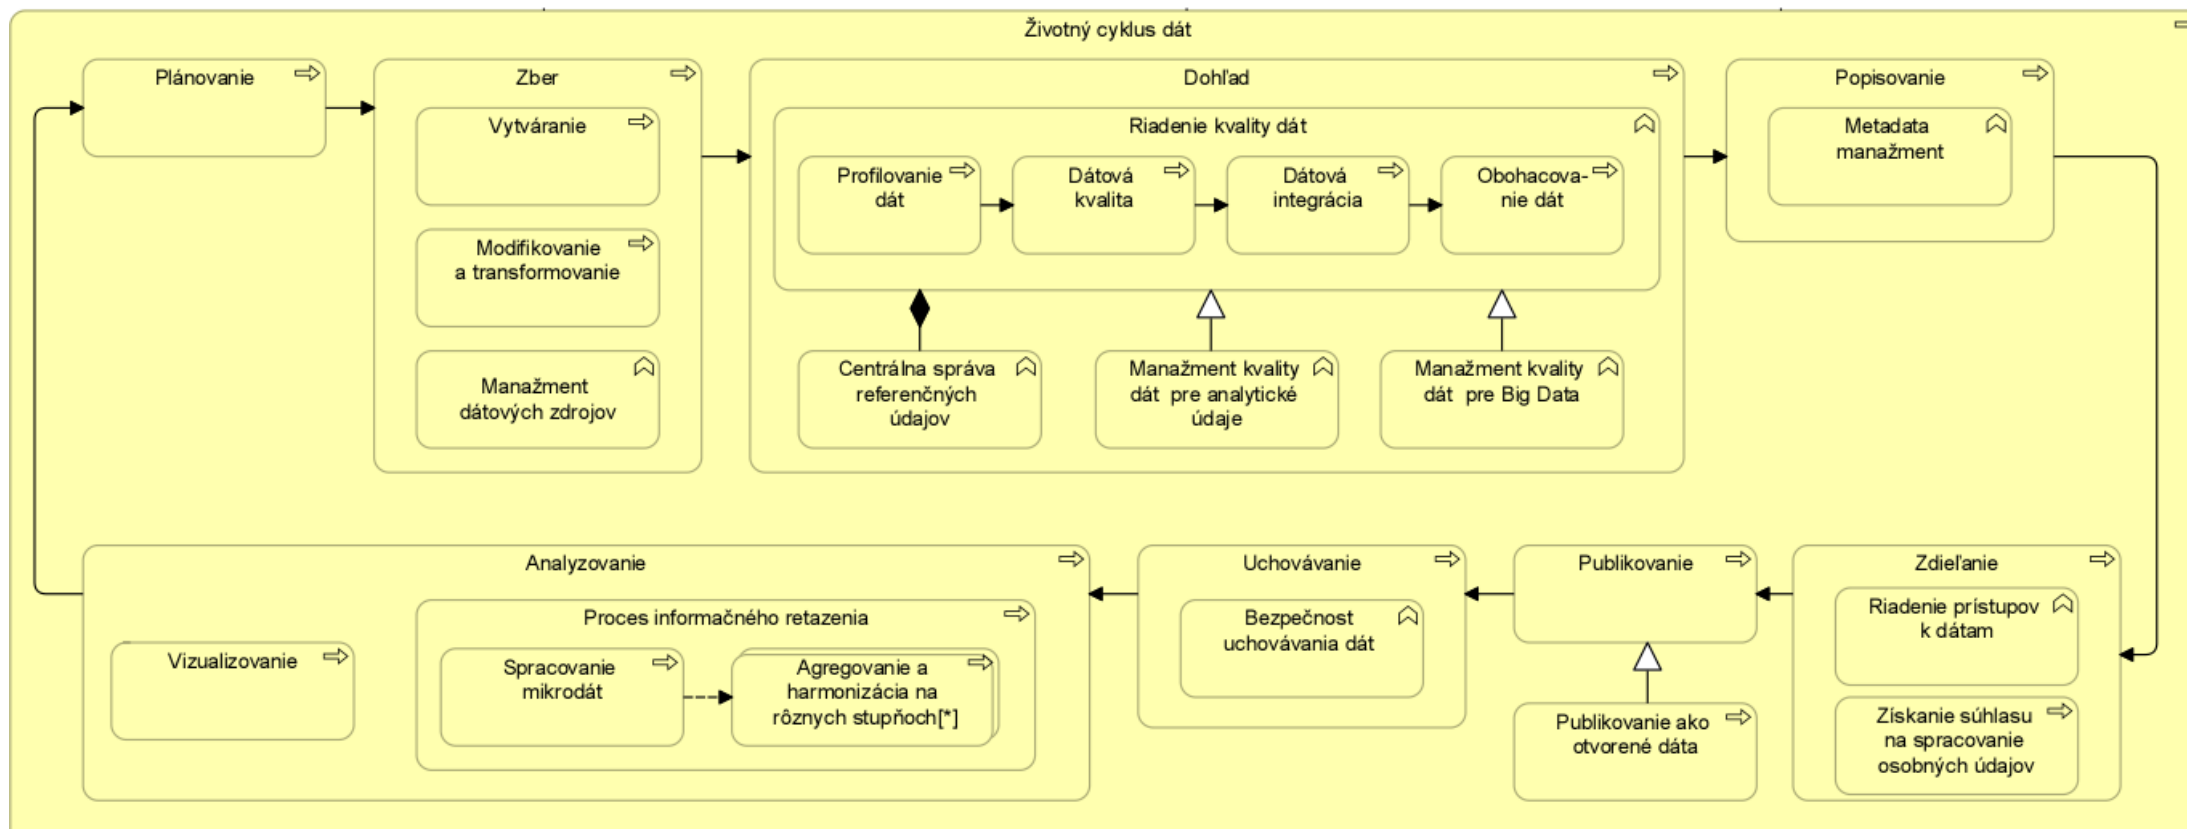 Životný cyklus dát
Plánovanie
Zber
Vytváranie
Modifikovanie
a transformovanie
Manažment
dátových zdrojov
Dohľad
Riadenie kvality dát
Profilovanie
dát
Dátová
kvalita
Dátová
integrácia
Obohacova-
nie dát
Centrálna správa
referenčných
údajov
Manažment kvality
dát pre analytické
údaje
Manažment kvality
dát pre Big Data
Popisovanie
Metadata
manažment
Analyzovanie
Vizualizovanie
Proces informačného retazenia
Spracovanie
mikrodát
Agregovanie a
harmonizácia na
rôznych stupňoch[*]
Uchovávanie
Bezpečnost
uchovávania dát
Publikovanie
Publikovanie ako
otvorené dáta
Zdieľanie
Riadenie prístupov
k dátam
Získanie súhlasu
na spracovanie
osobných údajov